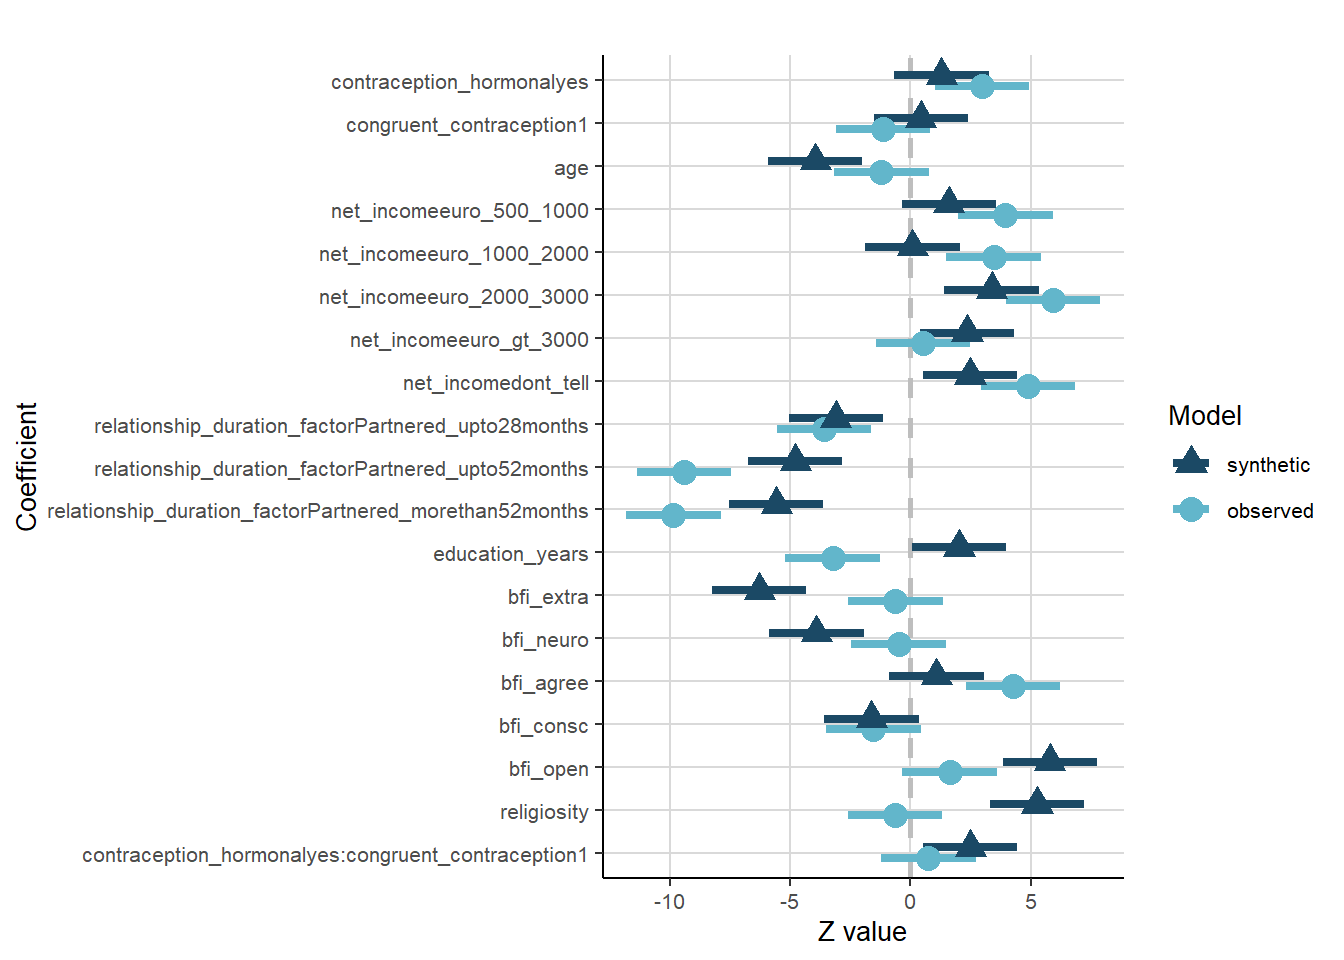 contraception_hormonalyes
congruent_contraception1
age
net_incomeeuro_500_1000
net_incomeeuro_1000_2000
net_incomeeuro_2000_3000
net_incomeeuro_gt_3000
net_incomedont_tell
relationship_duration_factorPartnered_upto28months
relationship_duration_factorPartnered_upto52months
relationship_duration_factorPartnered_morethan52months
education_years
bfi_extra
bfi_neuro
bfi_agree
bfi_consc
bfi_open
religiosity
contraception_hormonalyes:congruent_contraception1
Coefficient
-10 -5 0 5
Z value
Model
synthetic
observed